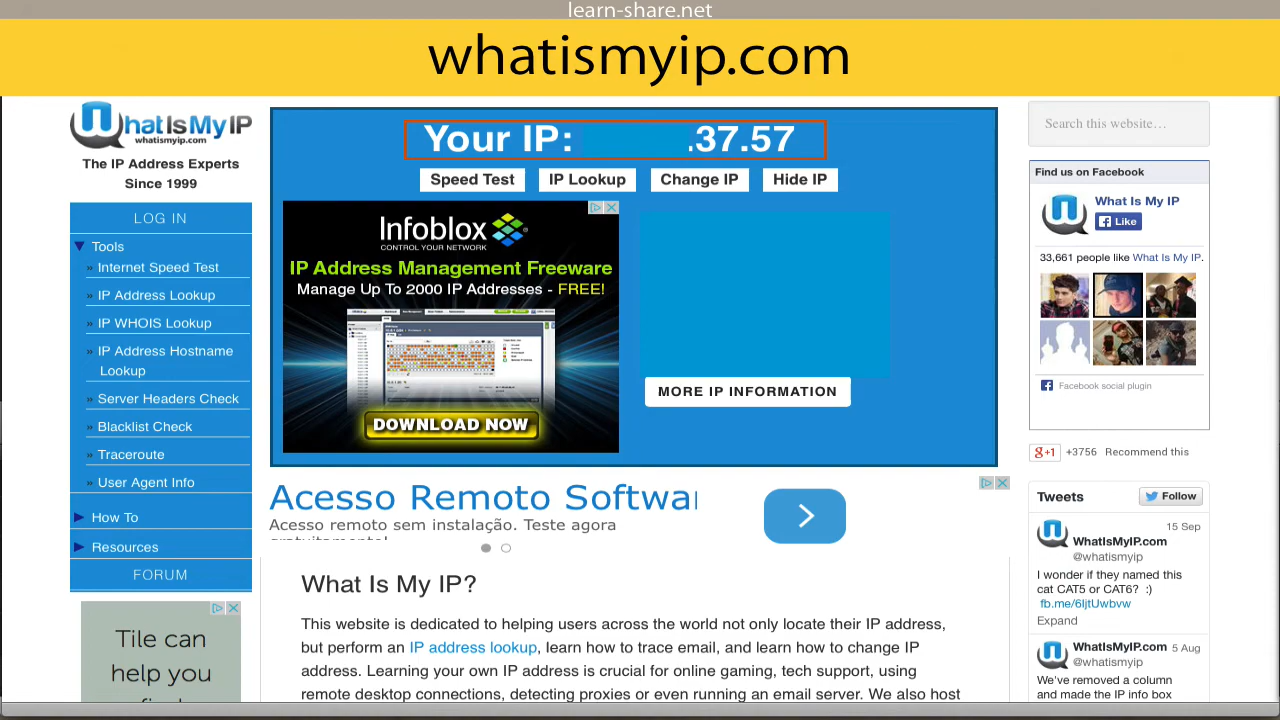 learn-share.net
whatismyip.com
WhatIsMyIP
whatismyip.com
The IP Address Experts
Since 1999
LOG IN
Tools
» Internet Speed Test
» IP Address Lookup
» IP WHOIS Lookup
» IP Address Hostname
Lookup
» Server Headers Check
» Blacklist Check
» Traceroute
» User Agent Info
How To
Resources
FORUM
Tile can
help you
Your IP: .37.57
Speed Test
IP Lookup
Change IP
Hide IP
Infoblox
CONTROL YOUR NETWORK
IP Address Management Freeware
Manage Up To 2000 IP Addresses - FREE!
DOWNLOAD NOW
MORE IP INFORMATION
Acesso Remoto Softwa
Acesso remoto sem instalação. Teste agora
gratuitamente!
What Is My IP?
This website is dedicated to helping users across the world not only locate their IP address,
but perform an IP address lookup, learn how to trace email, and learn how to change IP
address. Learning your own IP address is crucial for online gaming, tech support, using
remote desktop connections, detecting proxies or even running an email server. We also host
Search this website…
Find us on Facebook
What Is My IP
Like
33,661 people like What Is My IP.
Facebook social plugin
g+1 +3756 Recommend this
Tweets
Follow
15 Sep
WhatIsMyIP.com
@whatismyip
I wonder if they named this
cat CAT5 or CAT6? :)
fb.me/6IjtUwbvw
Expand
WhatIsMyIP.com 5 Aug
@whatismyip
We've removed a column
and made the IP info box